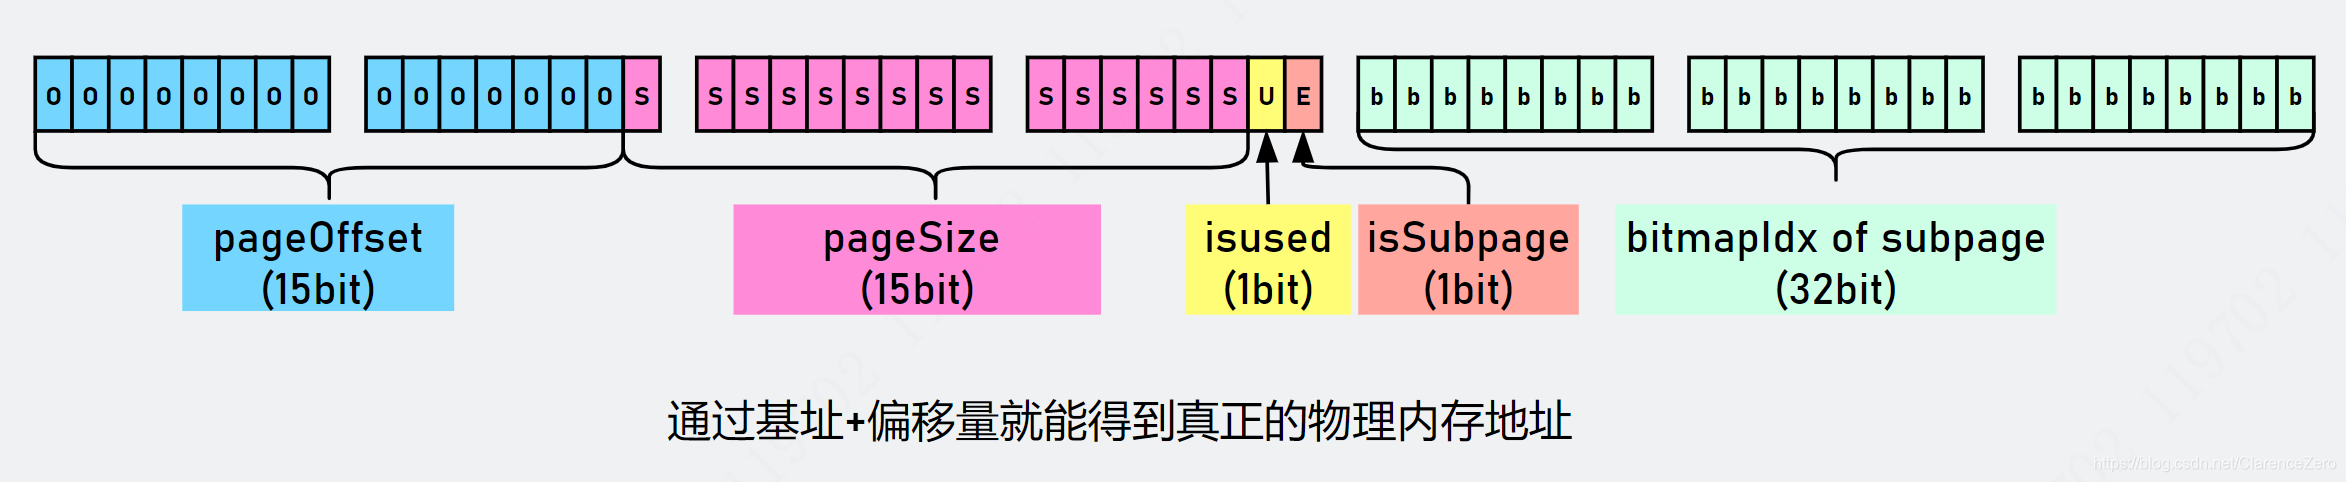 o o o o o o o o o o o o o o o S S S S S S S S S S S S S S S U E b b b b b b b b b b b b b b b b b b b b b b b b
pageOffset pageSize isused isSubpage bitmapIdx of subpage
(15bit) (15bit) (1bit) (1bit) (32bit)
通过基址+偏移量就能得到真正的物理内存地址
https://blog.csdn.net/ClarenceZero